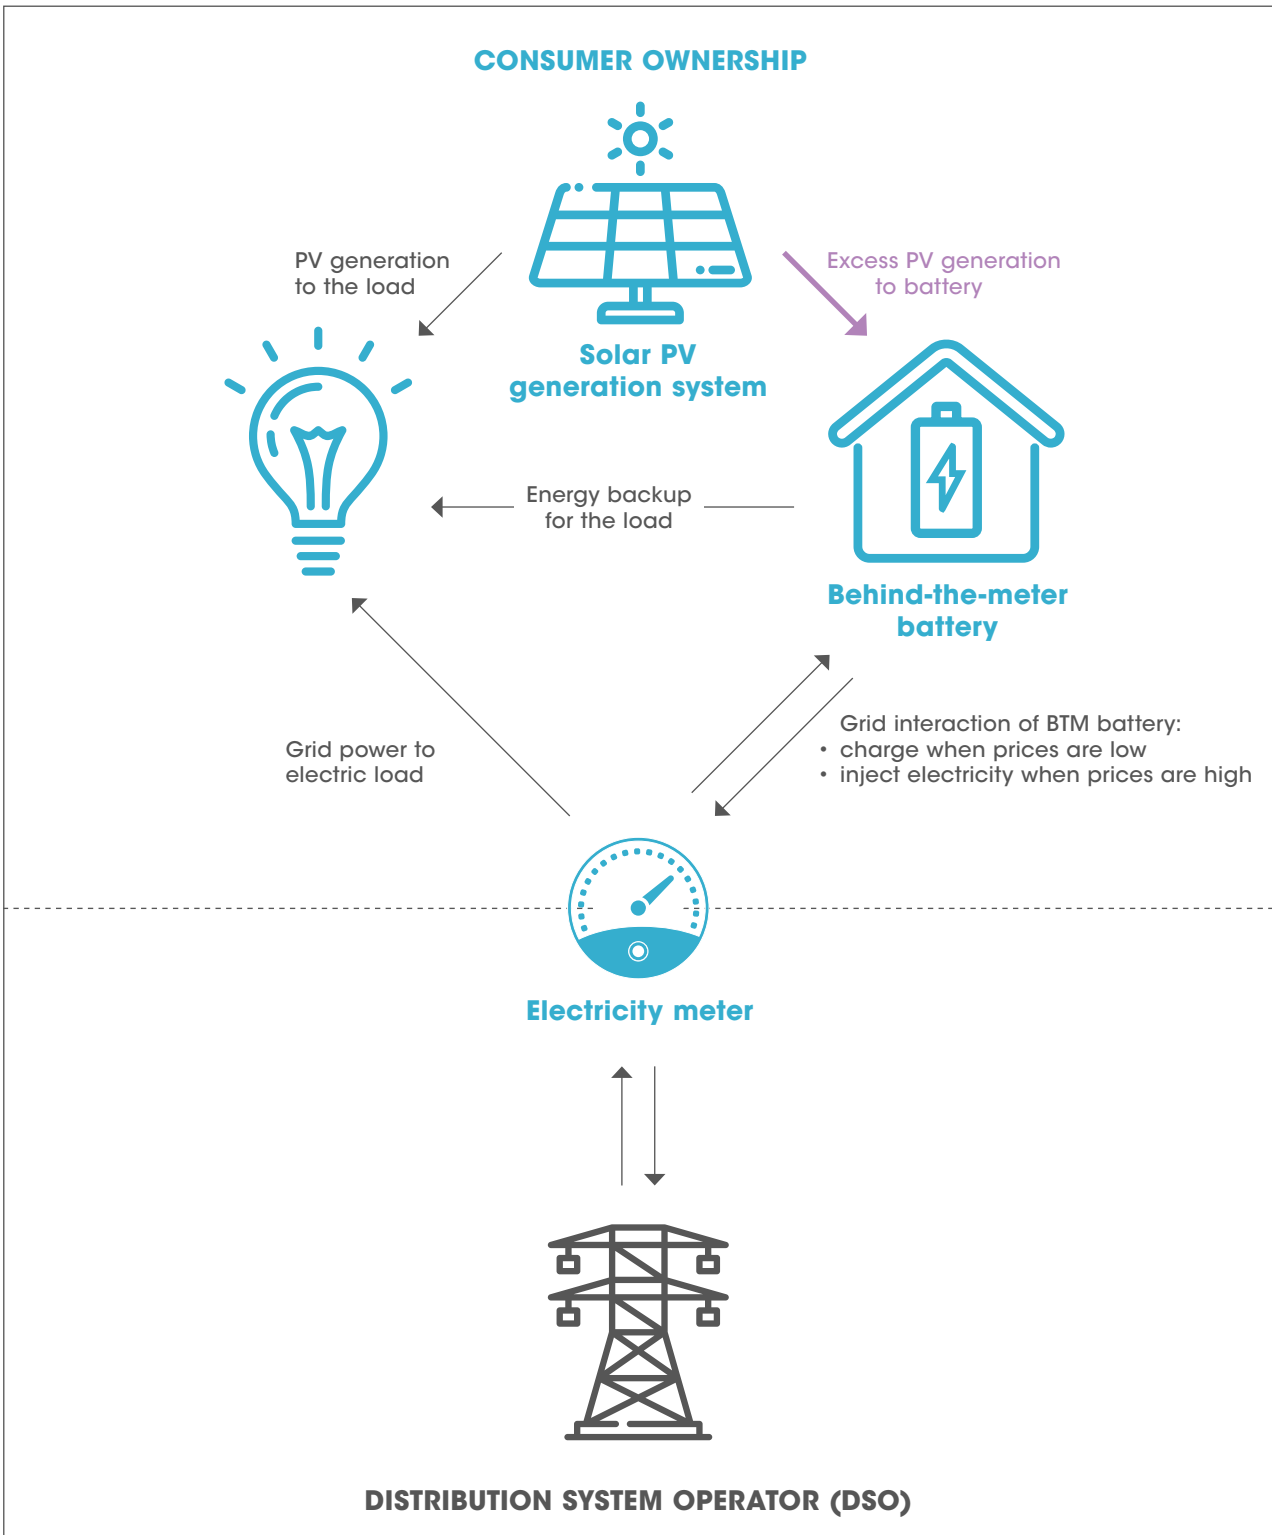 CONSUMER OWNERSHIP
PV generation
to the load
Excess PV generation
to battery
Solar PV
generation system
Energy backup
for the load
Behind-the-meter
battery
Grid power to
electric load
Grid interaction of BTM battery:
• charge when prices are low
• inject electricity when prices are high
Electricity meter
DISTRIBUTION SYSTEM OPERATOR (DSO)